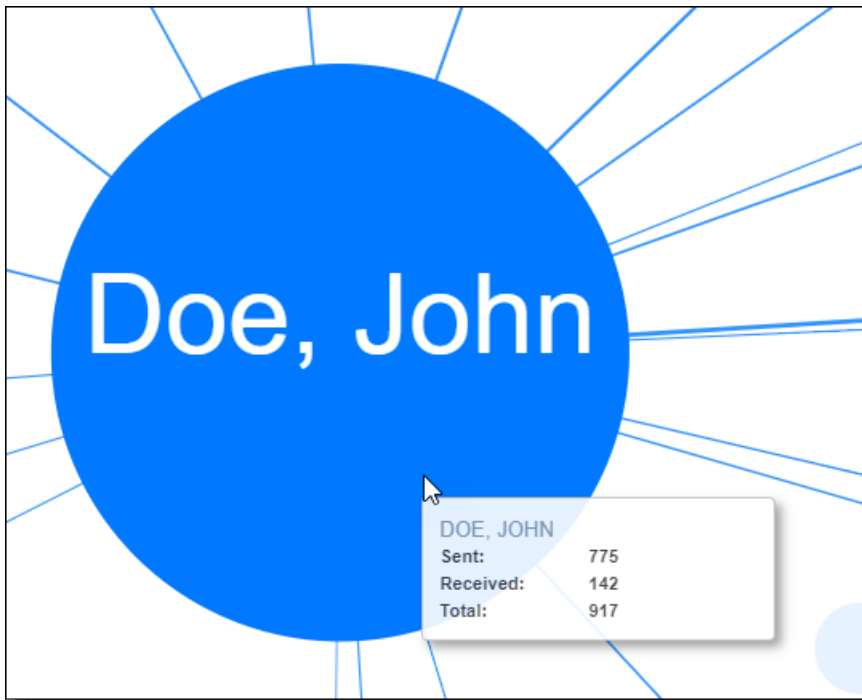 Doe, John
DOE, JOHN
Sent: 775
Received: 142
Total: 917